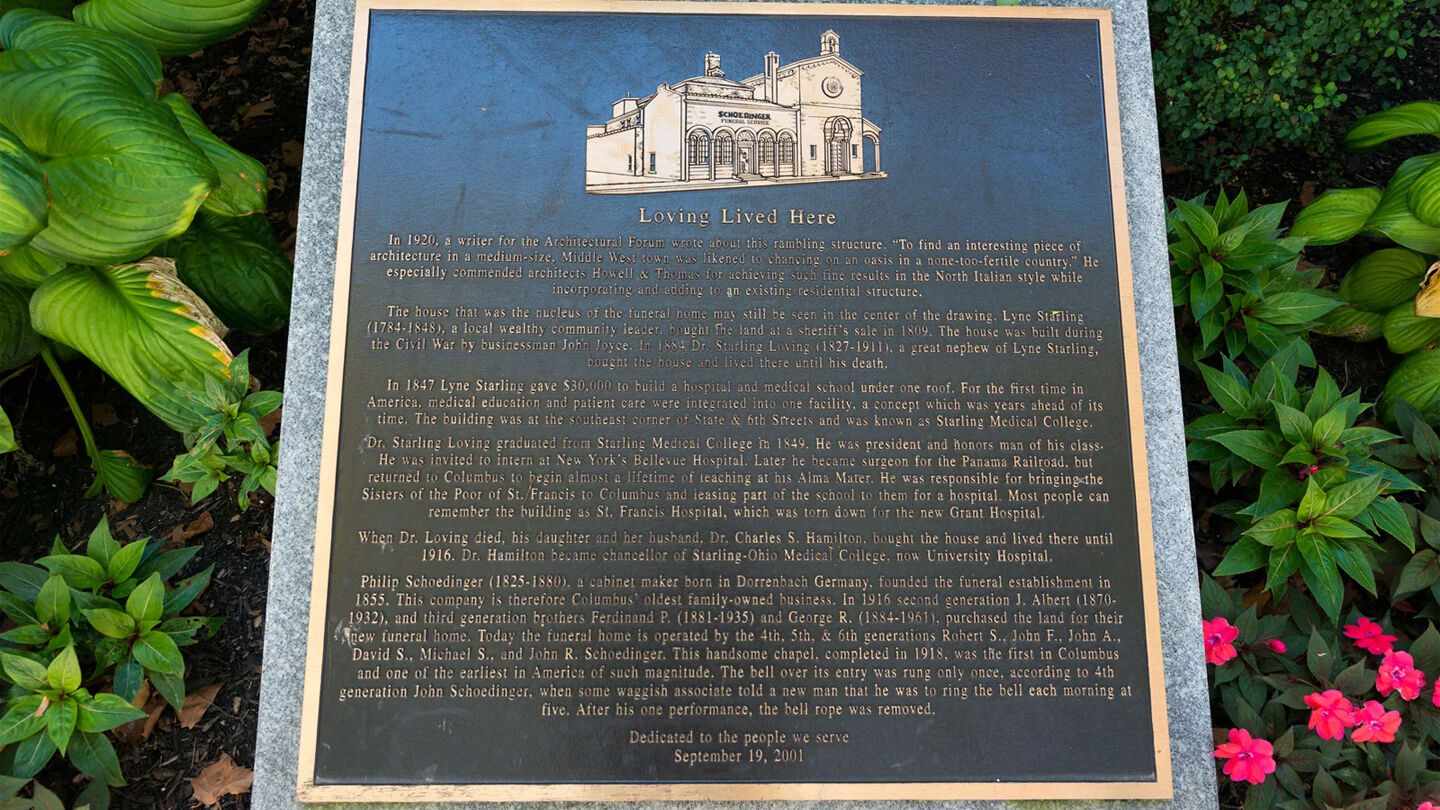 SCHOEDINGER
FUNERAL SERVICE
Loving Lived Here
In 1920, a writer for the Architectural Forum wrote about this rambling structure. "To find an interesting piece of
architecture in a medium-size, Middle West town was likened to chancing on an oasis in a none-too-fertile country." He
especially commended architects Howell & Thomas for achieving such fine results in the North Italian style while
incorporating and adding to an existing residential structure.
The house that was the nucleus of the funeral home may still be seen in the center of the drawing. Lyne Starling
(1784-1848), a local wealthy community leader, bought the land at a sheriff's sale in 1809. The house was built during
the Civil War by businessman John Joyce. In 1884 Dr. Starling Loving (1827-1911), a great nephew of Lyne Starling,
bought the house and lived there until his death.
In 1847 Lyne Starling gave $30,000 to build a hospital and medical school under one roof. For the first time in
America, medical education and patient care were integrated into one facility, a concept which was years ahead of its
time. The building was at the southeast corner of State & 6th Streets and was known as Starling Medical College.
Dr. Starling Loving graduated from Starling Medical College in 1849. He was president and honors man of his class.
He was invited to intern at New York's Bellevue Hospital. Later he became surgeon for the Panama Railroad, but
returned to Columbus to begin almost a lifetime of teaching at his Alma Mater. He was responsible for bringing the
Sisters of the Poor of St. Francis to Columbus and leasing part of the school to them for a hospital. Most people can
remember the building as St. Francis Hospital, which was torn down for the new Grant Hospital.
When Dr. Loving died, his daughter and her husband, Dr. Charles S. Hamilton, bought the house and lived there until
1916. Dr. Hamilton became chancellor of Starling-Ohio Medical College, now University Hospital.
Philip Schoedinger (1825-1880), a cabinet maker born in Dorrenbach Germany, founded the funeral establishment in
1855. This company is therefore Columbus' oldest family-owned business. In 1916 second generation J. Albert (1870-
1932), and third generation brothers Ferdinand P. (1881-1935) and George R. (1884-1961), purchased the land for their
new funeral home. Today the funeral home is operated by the 4th, 5th, & 6th generations Robert S., John F., John A.,
David S., Michael S., and John R. Schoedinger. This handsome chapel, completed in 1918, was the first in Columbus
and one of the earliest in America of such magnitude. The bell over its entry was rung only once, according to 4th
generation John Schoedinger, when some waggish associate told a new man that he was to ring the bell each morning at
five. After his one performance, the bell rope was removed.
Dedicated to the people we serve
September 19, 2001